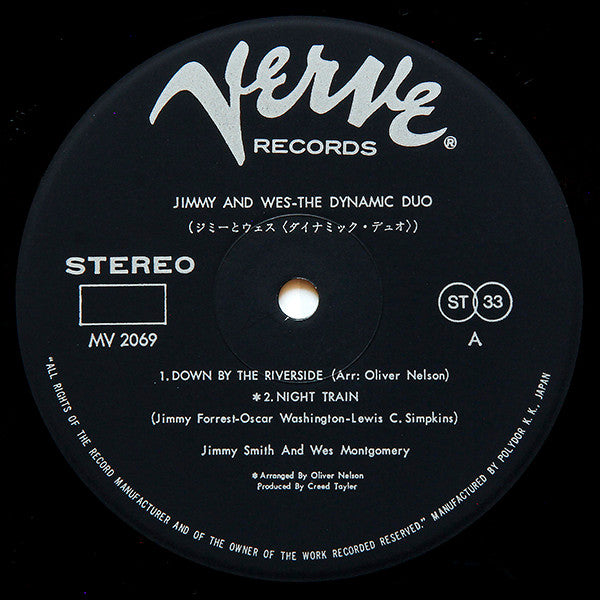 Verve®
RECORDS
JIMMY AND WES-THE DYNAMIC DUO
(ジミーとウェス〈ダイナミック・デュオ〉)
STEREO
MV 2069
ST 33
A
1. DOWN BY THE RIVERSIDE (Arr: Oliver Nelson)
*2. NIGHT TRAIN
(Jimmy Forrest-Oscar Washington-Lewis C. Simpkins)
Jimmy Smith And Wes Montgomery
*Arranged By Oliver Nelson
Produced By Creed Tayler
"ALL RIGHTS OF THE RECORD MANUFACTURER AND OF THE OWNER OF THE WORK RECORDED RESERVED." MANUFACTURED BY POLYDOR K. K., JAPAN